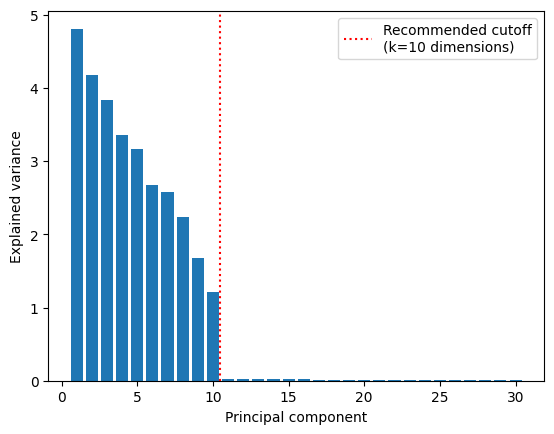 Recommended cutoff
(k=10 dimensions)
5
4
3
2
1
0
Explained variance
0 5 10 15 20 25 30
Principal component